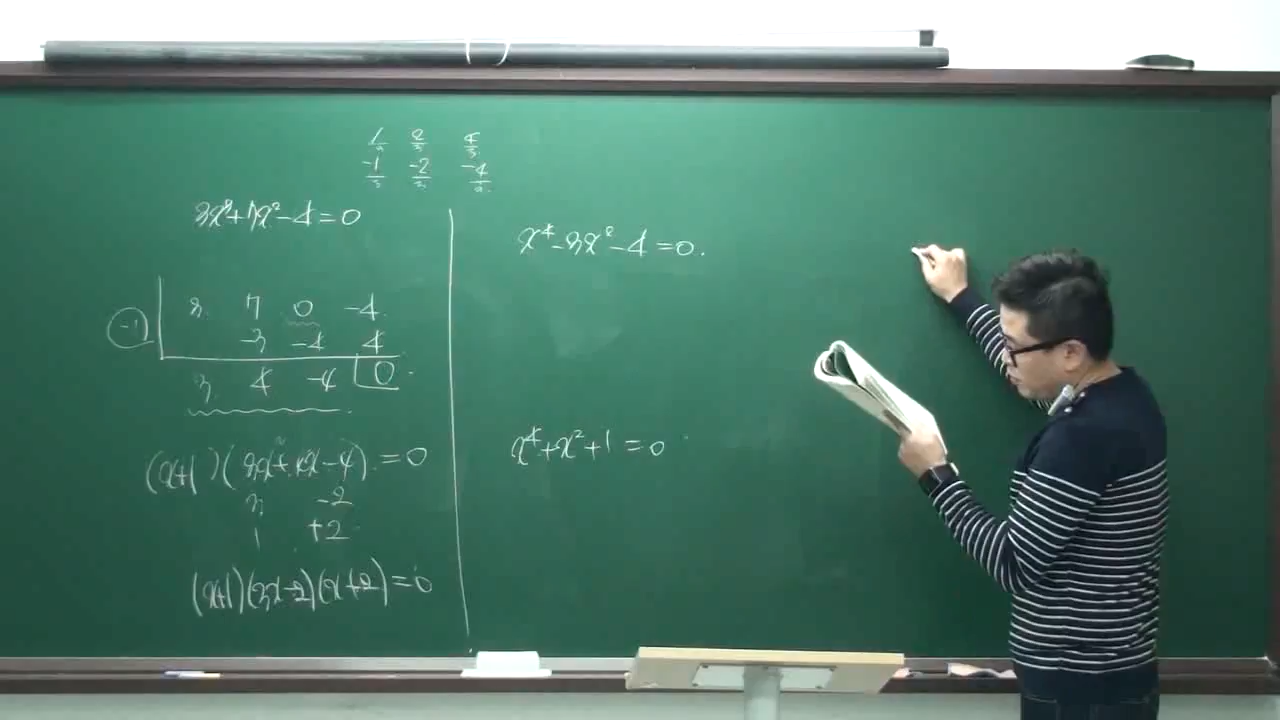 1/3 2/3 4/3
-1/3 -2/3 -4/3
3x³+7x²-4=0
-1 3 7 0 -4
-3 -4 4
3 4 -4 0
(x+1)(3x²+4x-4)=0
3 -2
1 +2
(x+1)(3x-2)(x+2)=0
x⁴-3x²-4=0.
x⁴+x²+1=0